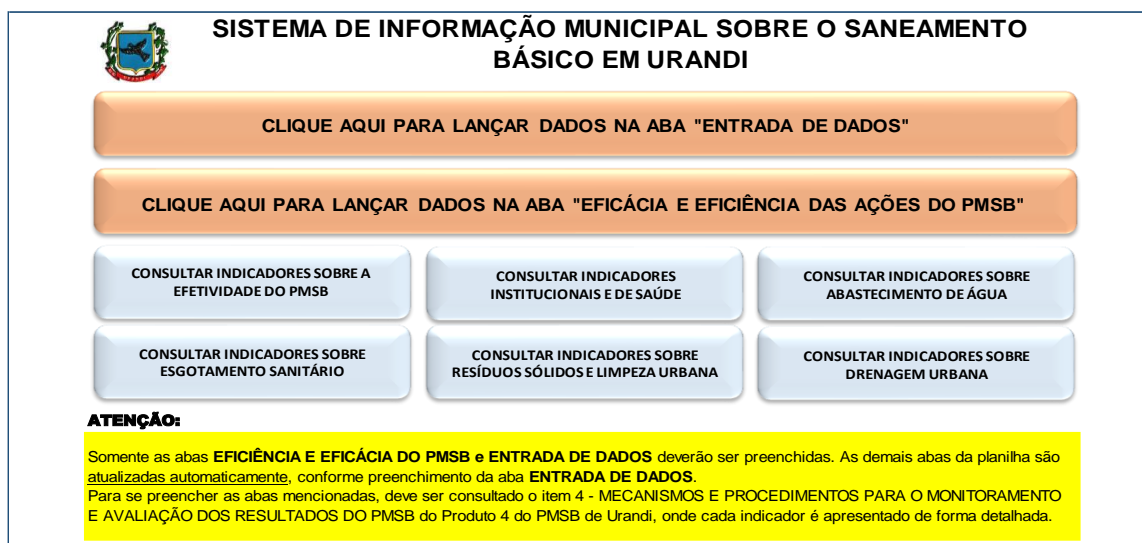 SISTEMA DE INFORMAÇÃO MUNICIPAL SOBRE O SANEAMENTO
BÁSICO EM URANDI
URANDI
CLIQUE AQUI PARA LANÇAR DADOS NA ABA "ENTRADA DE DADOS"
CLIQUE AQUI PARA LANÇAR DADOS NA ABA "EFICÁCIA E EFICIÊNCIA DAS AÇÕES DO PMSB"
CONSULTAR INDICADORES SOBRE A
EFETIVIDADE DO PMSB
CONSULTAR INDICADORES
INSTITUCIONAIS E DE SAÚDE
CONSULTAR INDICADORES SOBRE
ABASTECIMENTO DE ÁGUA
CONSULTAR INDICADORES SOBRE
ESGOTAMENTO SANITÁRIO
CONSULTAR INDICADORES SOBRE
RESÍDUOS SÓLIDOS E LIMPEZA URBANA
CONSULTAR INDICADORES SOBRE
DRENAGEM URBANA
ATENÇÃO:
Somente as abas EFICIÊNCIA E EFICÁCIA DO PMSB e ENTRADA DE DADOS deverão ser preenchidas. As demais abas da planilha são
atualizadas automaticamente, conforme preenchimento da aba ENTRADA DE DADOS.
Para se preencher as abas mencionadas, deve ser consultado o item 4 - MECANISMOS E PROCEDIMENTOS PARA O MONITORAMENTO
E AVALIAÇÃO DOS RESULTADOS DO PMSB do Produto 4 do PMSB de Urandi, onde cada indicador é apresentado de forma detalhada.